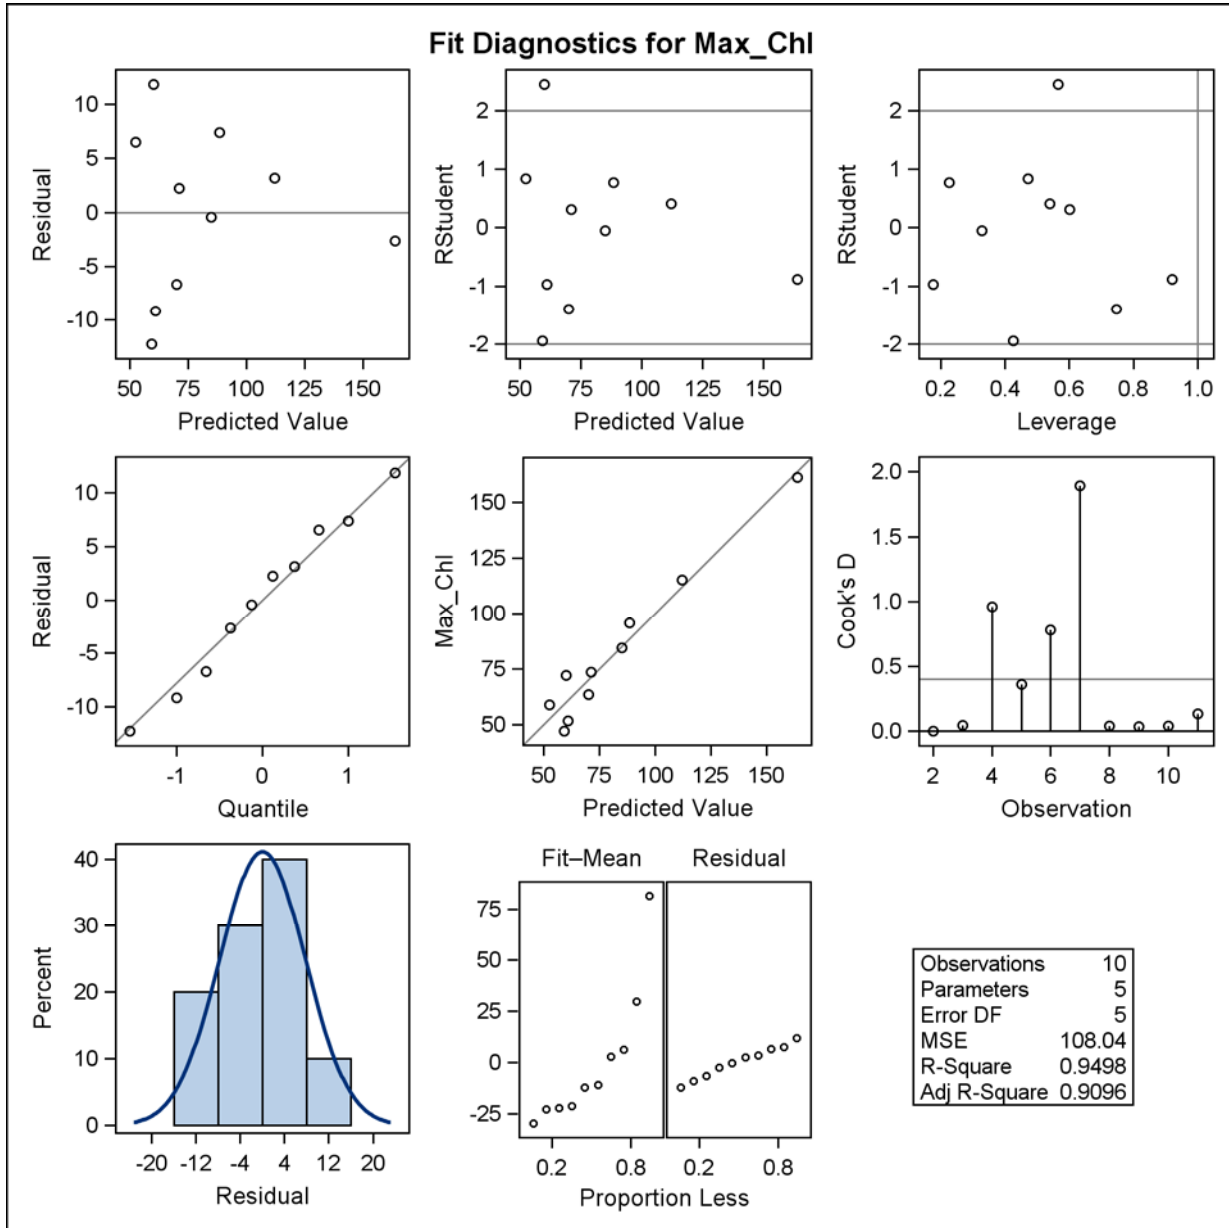 Fit Diagnostics for Max_Chl
Residual
10
5
0
-5
-10
50 75 100 125 150
Predicted Value
RStudent
2
1
0
-1
-2
50 75 100 125 150
Predicted Value
RStudent
2
1
0
-1
-2
0.2 0.4 0.6 0.8 1.0
Leverage
Residual
10
5
0
-5
-10
-1 0 1
Quantile
Max_Chl
150
125
100
75
50
50 75 100 125 150
Predicted Value
Cook's D
2.0
1.5
1.0
0.5
0.0
2 4 6 8 10
Observation
Percent
40
30
20
10
0
-20 -12 -4 4 12 20
Residual
Fit–Mean Residual
75
50
25
0
-25
0.2 0.8 0.2 0.8
Proportion Less
Observations 10
Parameters 5
Error DF 5
MSE 108.04
R-Square 0.9498
Adj R-Square 0.9096